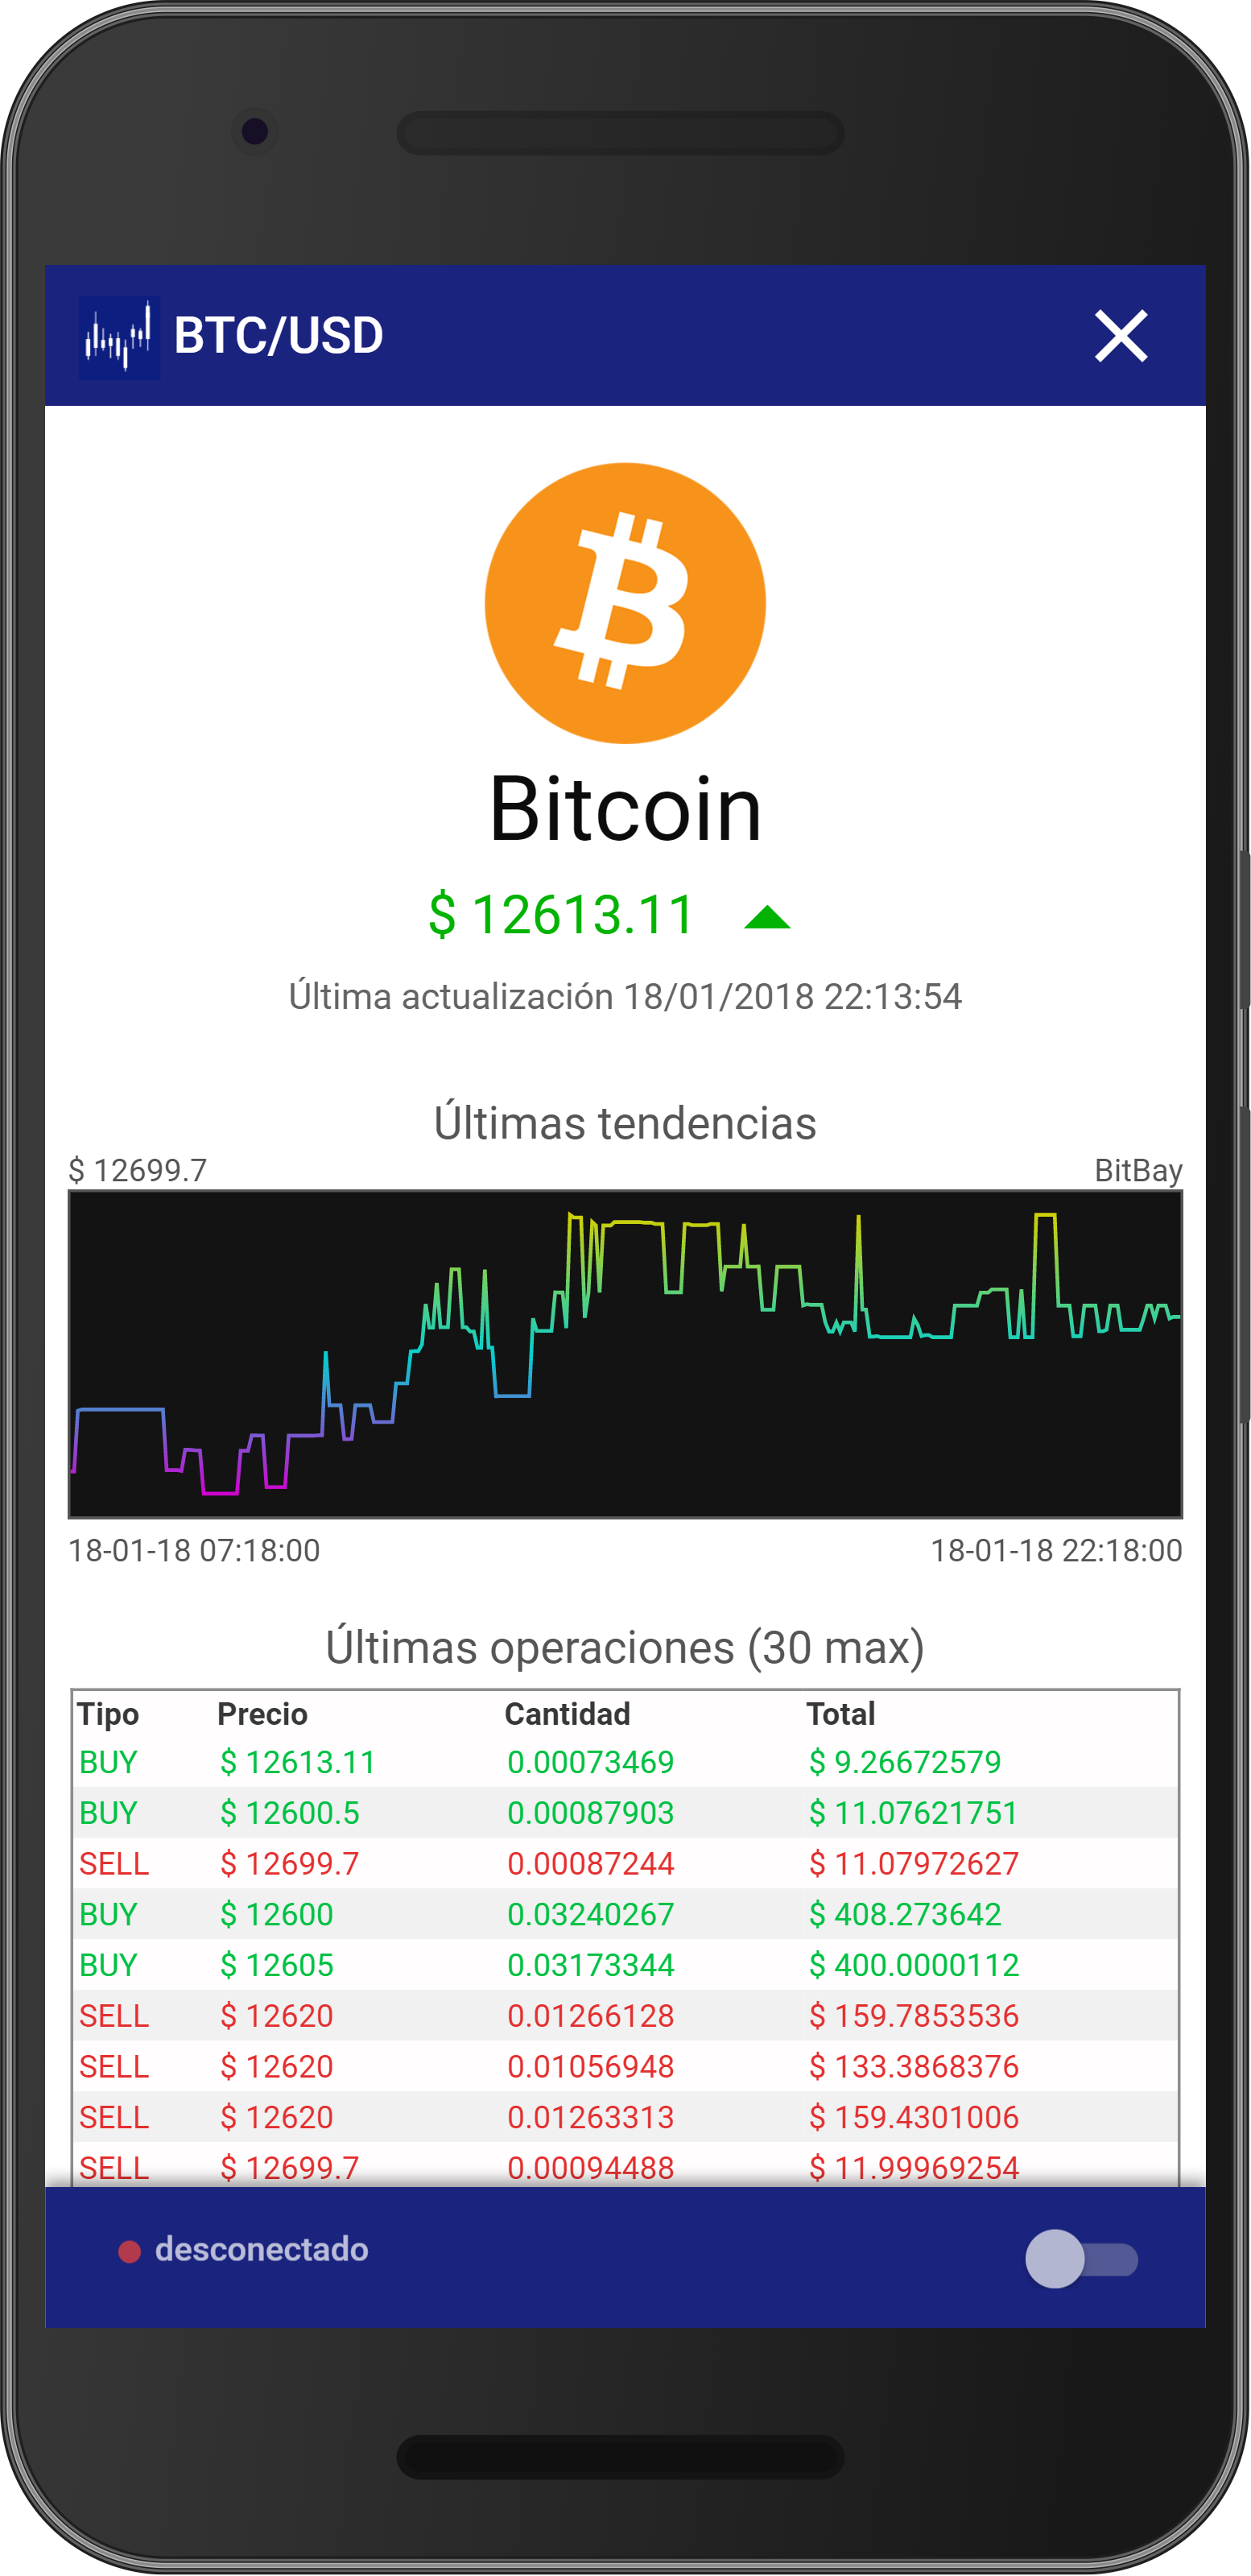 BTC/USD
Bitcoin
$ 12613.11
Última actualización 18/01/2018 22:13:54
Últimas tendencias
$ 12699.7 BitBay
18-01-18 07:18:00 18-01-18 22:18:00
Últimas operaciones (30 max)
Tipo Precio Cantidad Total
BUY $ 12613.11 0.00073469 $ 9.26672579
BUY $ 12600.5 0.00087903 $ 11.07621751
SELL $ 12699.7 0.00087244 $ 11.07972627
BUY $ 12600 0.03240267 $ 408.273642
BUY $ 12605 0.03173344 $ 400.0000112
SELL $ 12620 0.01266128 $ 159.7853536
SELL $ 12620 0.01056948 $ 133.3868376
SELL $ 12620 0.01263313 $ 159.4301006
SELL $ 12699.7 0.00094488 $ 11.99969254
desconectado